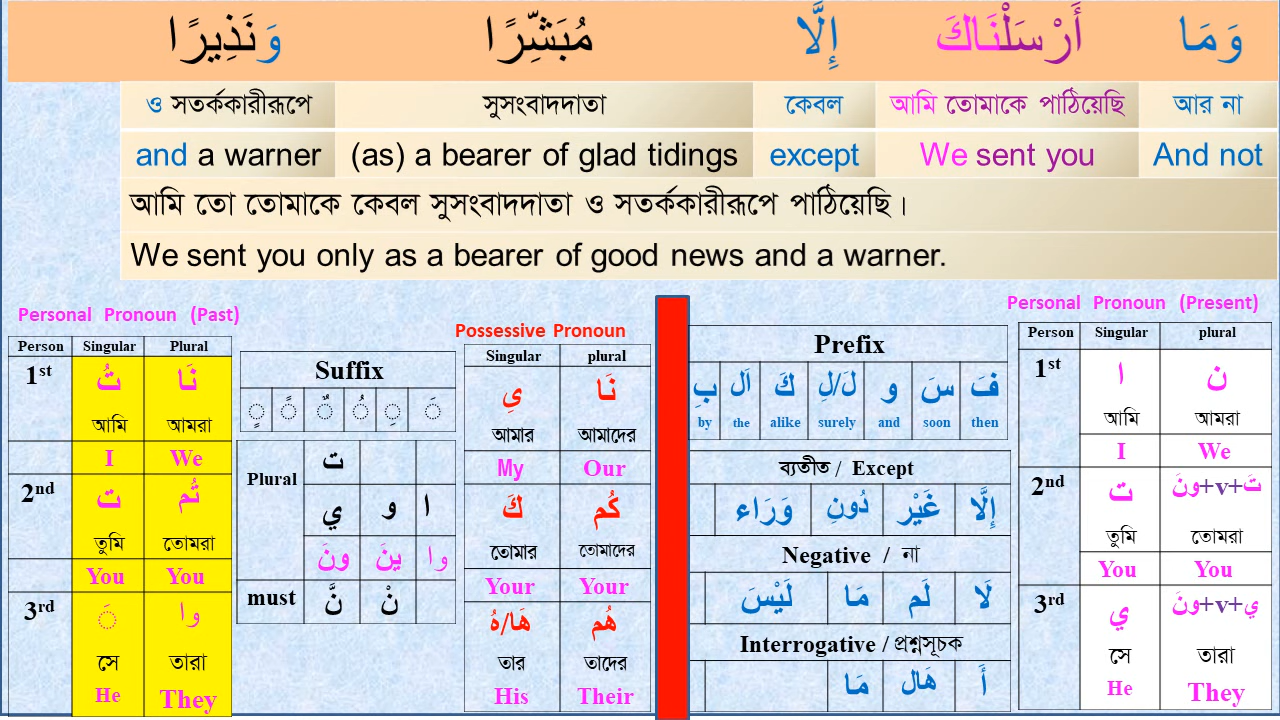 وَمَا أَرْسَلْنَاكَ إِلَّا مُبَشِّرًا وَنَذِيرًا
ও সতর্ককারীরূপে সুসংবাদদাতা কেবল আমি তোমাকে পাঠিয়েছি আর না
and a warner (as) a bearer of glad tidings except We sent you And not
আমি তো তোমাকে কেবল সুসংবাদদাতা ও সতর্ককারীরূপে পাঠিয়েছি।
We sent you only as a bearer of good news and a warner.
Personal Pronoun (Past)
Person Singular Plural
1st تُ نَا
আমি আমরা
I We
2nd ت تُم
তুমি তোমরা
You You
3rd َ وا
সে তারা
He They
Suffix
ٍ ً ٌ ُ ِ َ
Plural ت
ي و ا
ونَ ينَ وا
must نَّ نْ
Possessive Pronoun
Singular plural
يِ نَا
আমার আমাদের
My Our
كَ كُم
তোমার তোমাদের
Your Your
هَا/هُ هُم
তার তাদের
His Their
Prefix
بِ اَل كَ لَ/لِ و سَ فَ
by the alike surely and soon then
ব্যতীত / Except
وَرَاء دُونِ غَيْر إِلَّا
Negative / না
لَيْسَ مَا لَم لَا
Interrogative / প্রশ্নসূচক
مَا هَال أَ
Personal Pronoun (Present)
Person Singular plural
1st ا ن
আমি আমরা
I We
2nd ت تَ+v+ونَ
তুমি তোমরা
You You
3rd ي ي+v+ونَ
সে তারা
He They